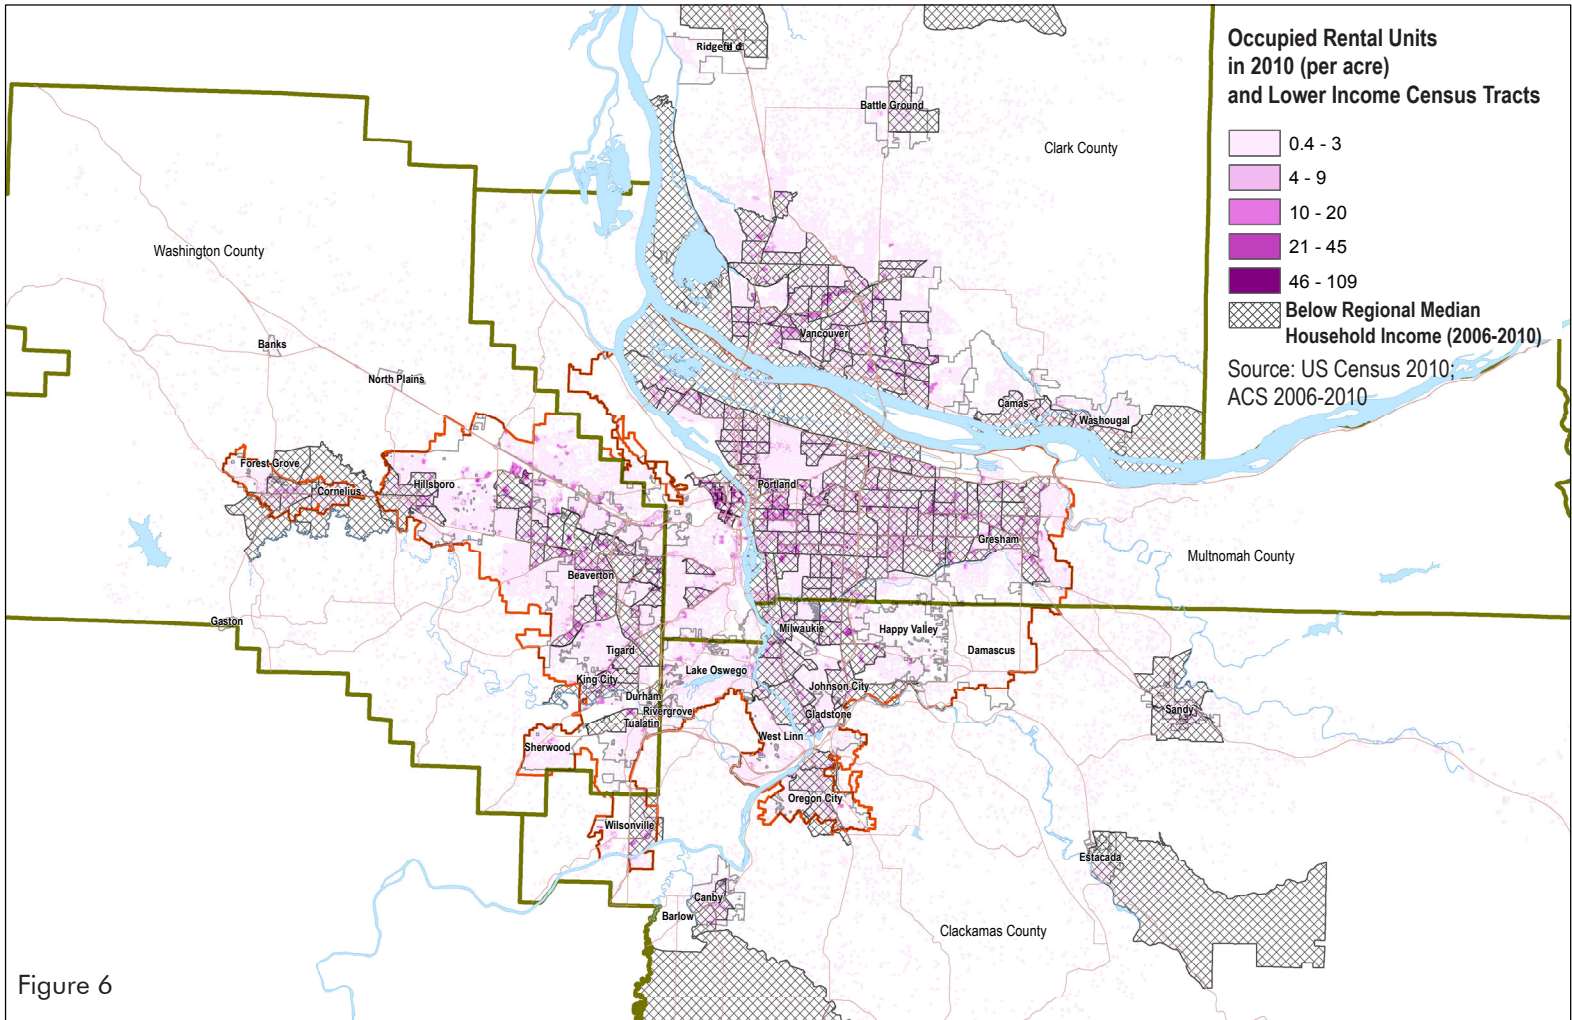 Occupied Rental Units
in 2010 (per acre)
and Lower Income Census Tracts
0.4 - 3
4 - 9
10 - 20
21 - 45
46 - 109
Below Regional Median
Household Income (2006-2010)
Source: US Census 2010;
ACS 2006-2010
Battle Ground
Clark County
Washington County
Vancouver
Banks
North Plains
Camas
Washougal
Forest Grove
Cornelius
Hillsboro
Portland
Gresham
Multnomah County
Beaverton
Gaston
Milwaukie
Happy Valley
Damascus
Tigard
Lake Oswego
King City
Johnson City
Durham
Rivergrove
Gladstone
Sandy
Tualatin
West Linn
Sherwood
Oregon City
Wilsonville
Estacada
Canby
Barlow
Clackamas County
Figure 6